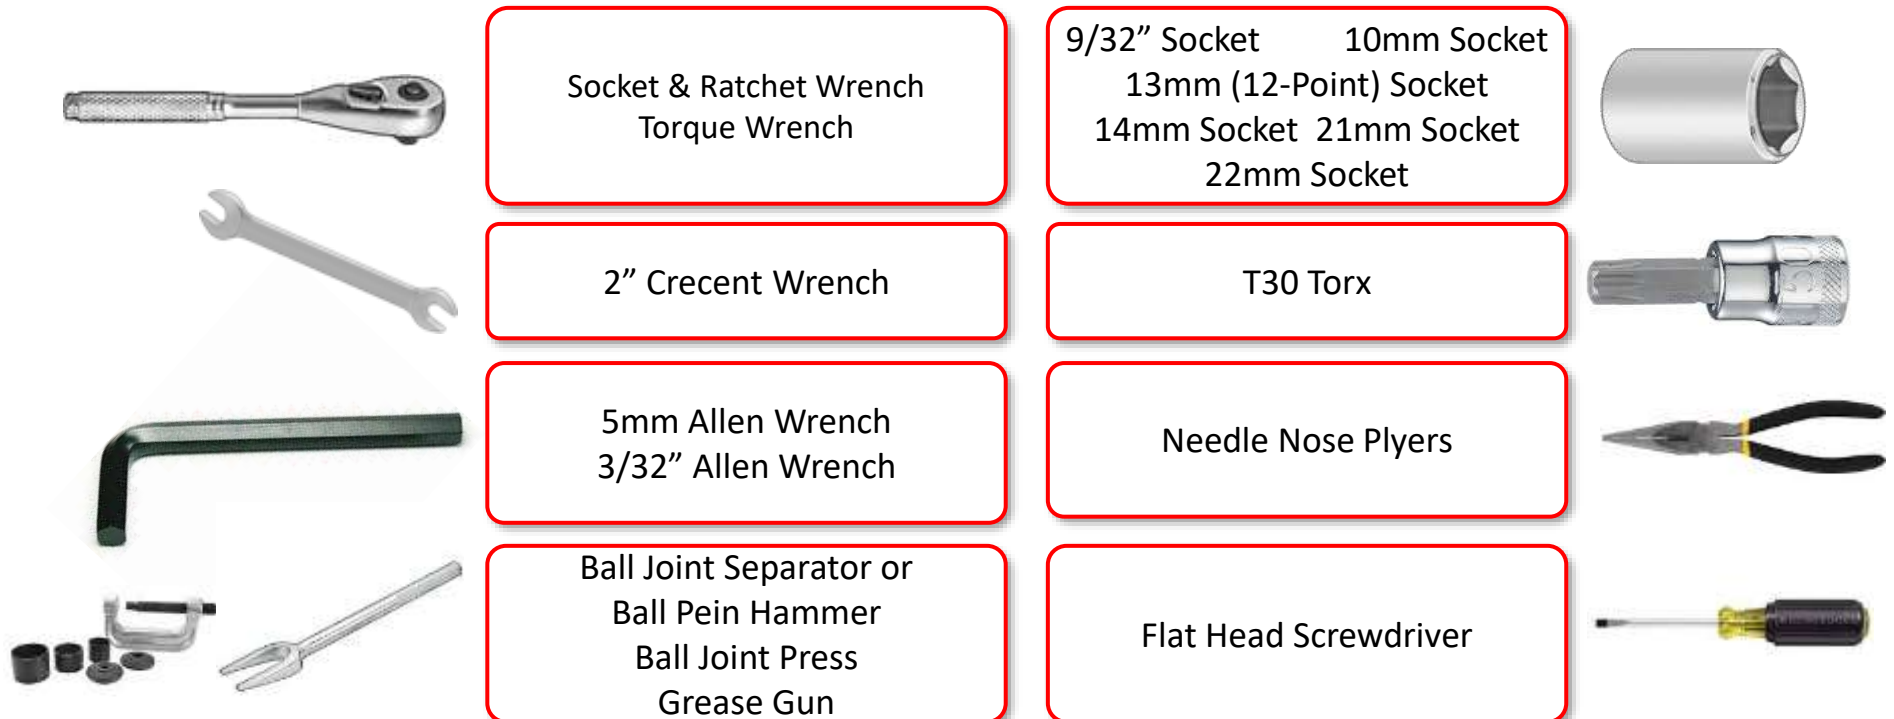 Socket & Ratchet Wrench
Torque Wrench
9/32” Socket 10mm Socket
13mm (12-Point) Socket
14mm Socket 21mm Socket
22mm Socket
2” Crecent Wrench
T30 Torx
5mm Allen Wrench
3/32” Allen Wrench
Needle Nose Plyers
Ball Joint Separator or
Ball Pein Hammer
Ball Joint Press
Grease Gun
Flat Head Screwdriver